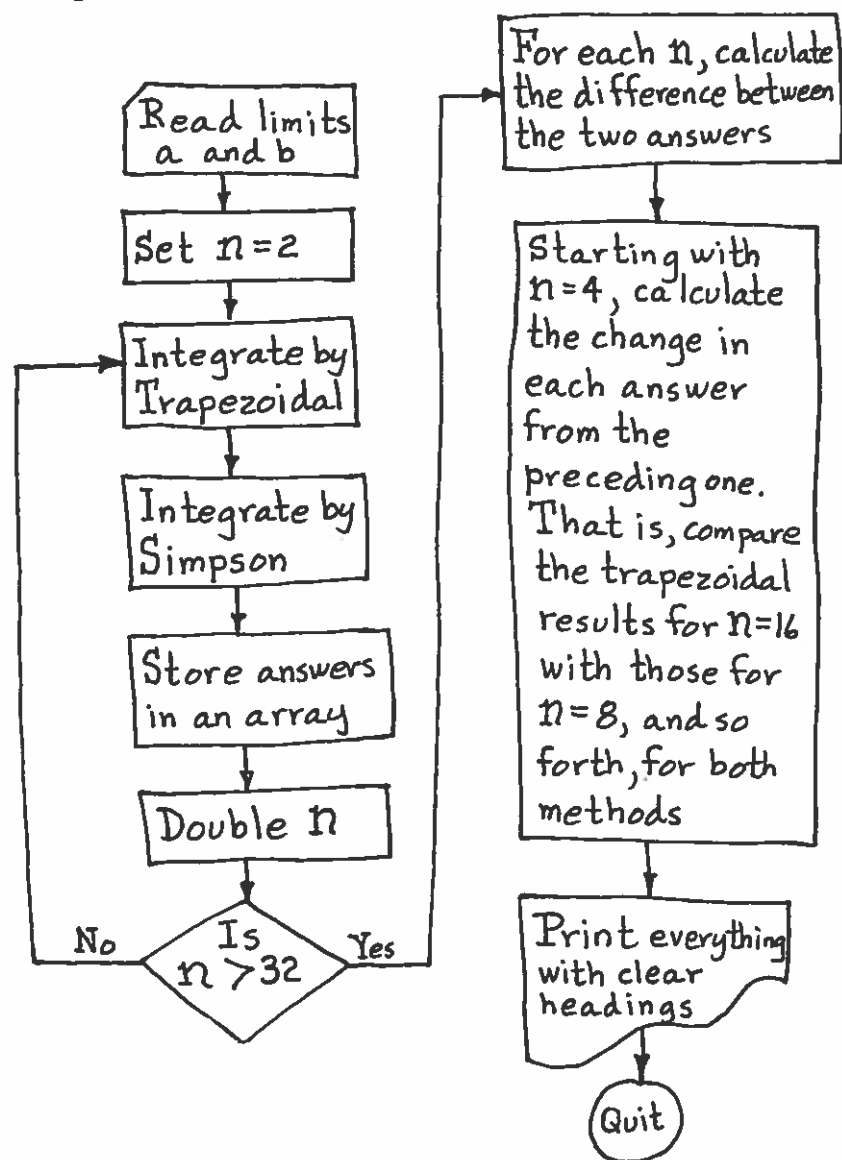 Read limits
a and b
Set n=2
Integrate by
Trapezoidal
Integrate by
Simpson
Store answers
in an array
Double n
Is
n >32
No
Yes
For each n, calculate
the difference between
the two answers
Starting with
n=4, calculate
the change in
each answer
from the
preceding one.
That is, compare
the trapezoidal
results for n=16
with those for
n=8, and so
forth, for both
methods
Print everything
with clear
headings
Quit